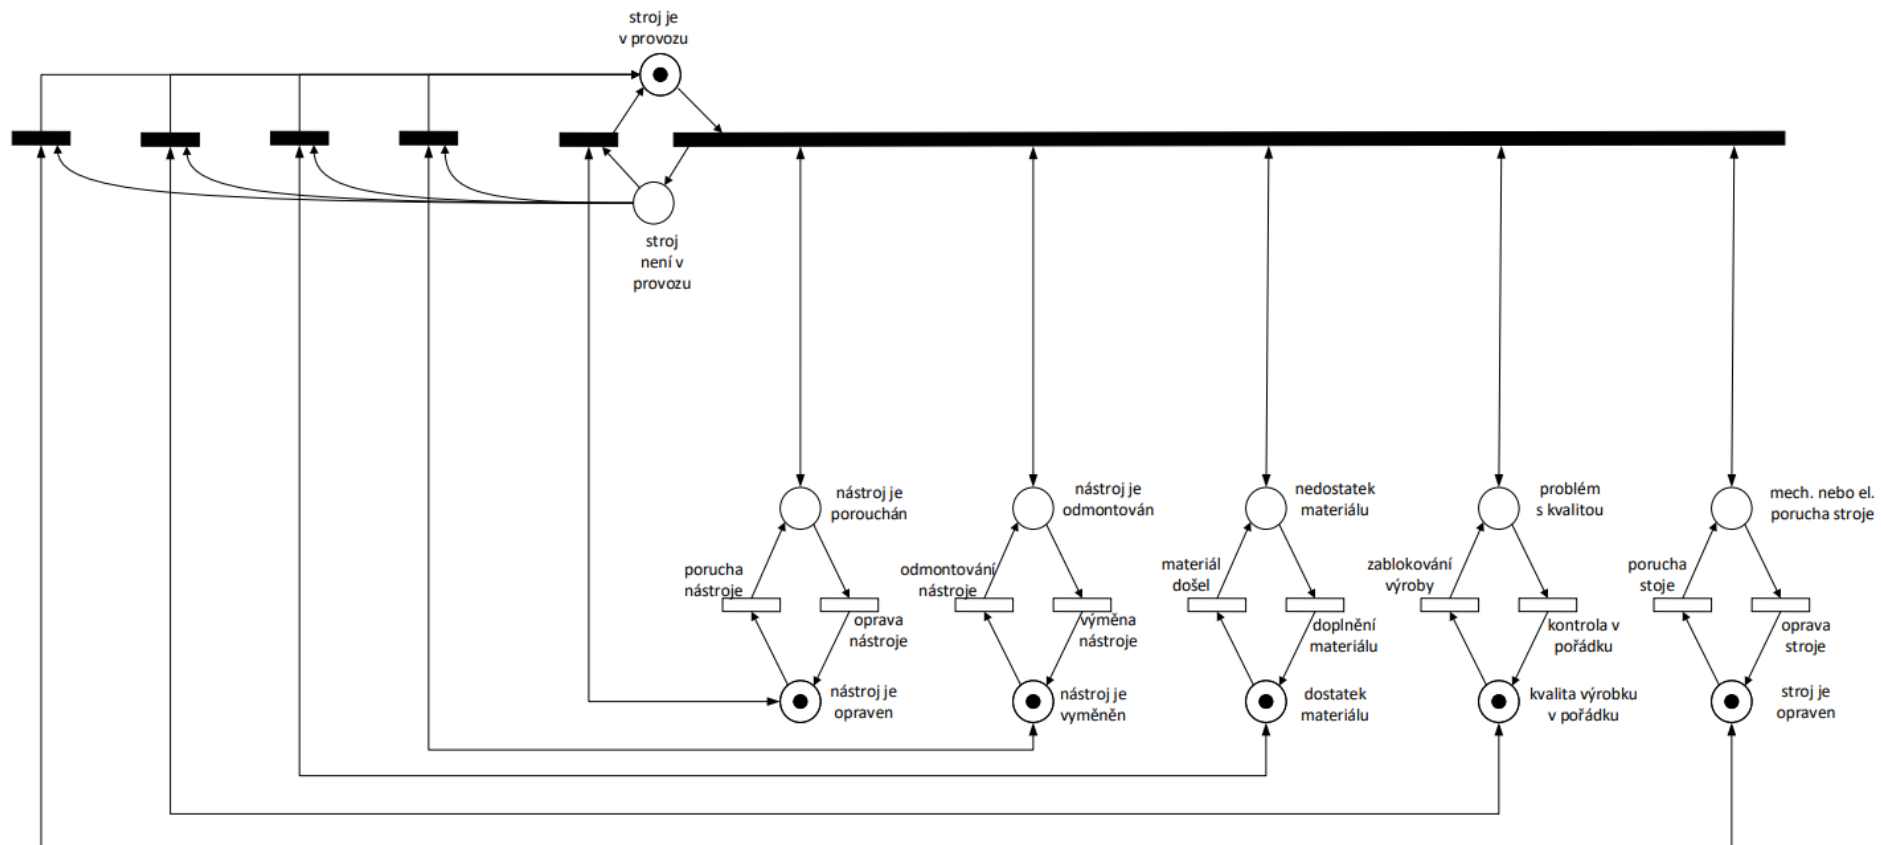 stroj je
v provozu
stroj
není v
provozu
nástroj je
porouchán
nástroj je
odmontován
nedostatek
materiálu
problém
s kvalitou
mech. nebo el.
porucha stroje
porucha
nástroje
oprava
nástroje
odmontování
nástroje
výměna
nástroje
materiál
došel
doplnění
materiálu
zablokování
výroby
kontrola v
pořádku
porucha
stoje
oprava
stroje
nástroj je
opraven
nástroj je
vyměněn
dostatek
materiálu
kvalita výrobku
v pořádku
stroj je
opraven